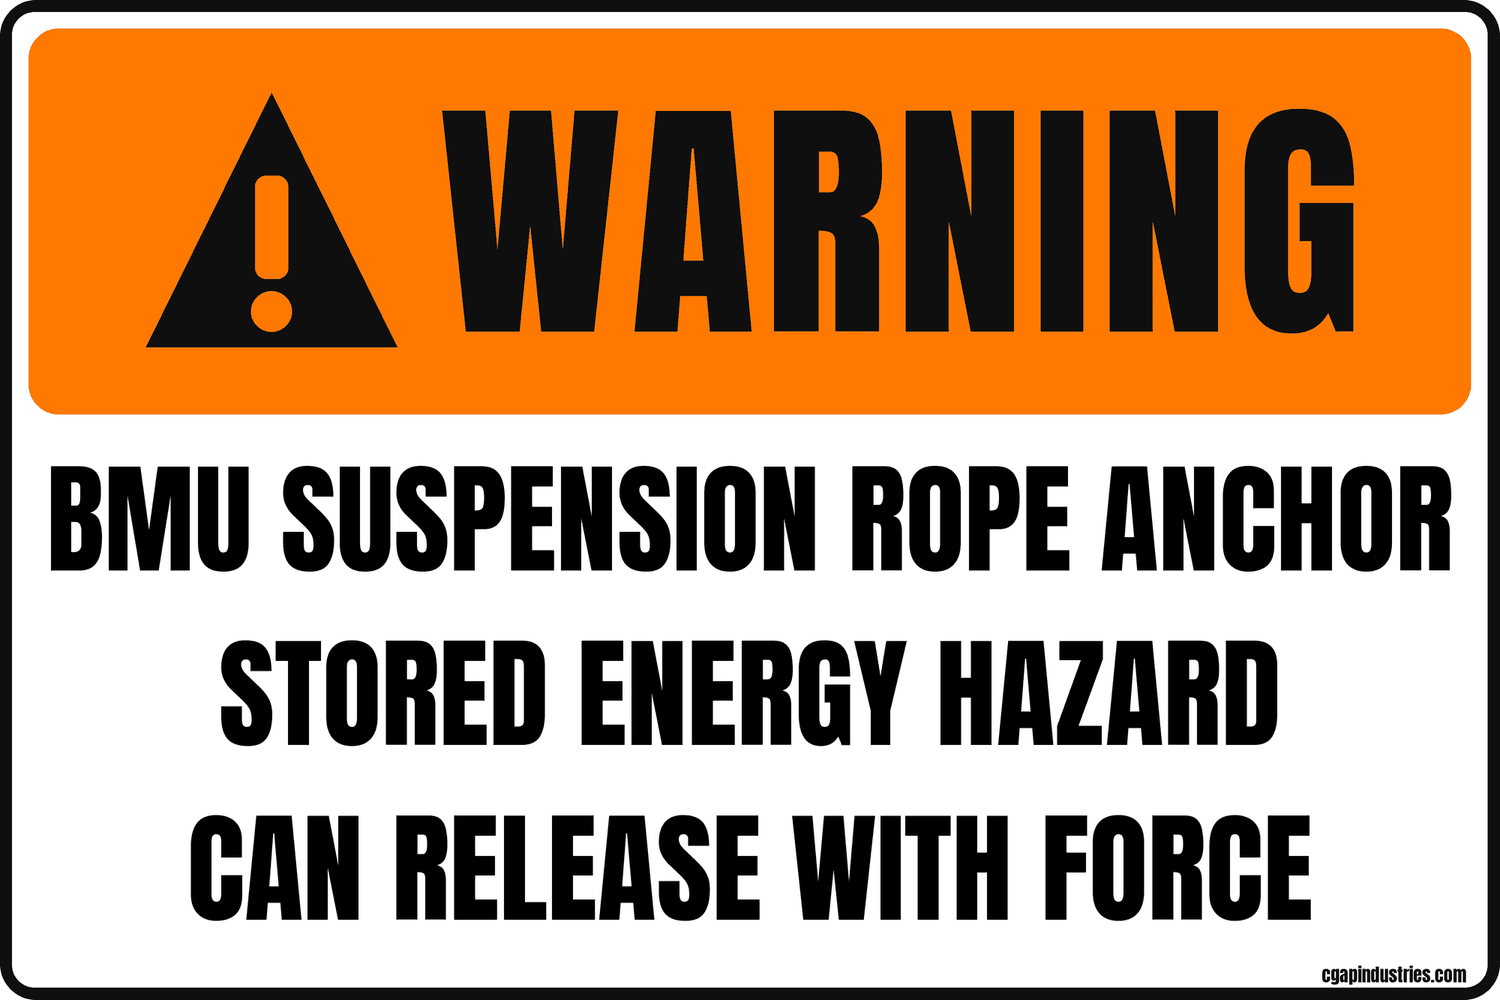 WARNING
BMU SUSPENSION ROPE ANCHOR
STORED ENERGY HAZARD
CAN RELEASE WITH FORCE
cgapindustries.com